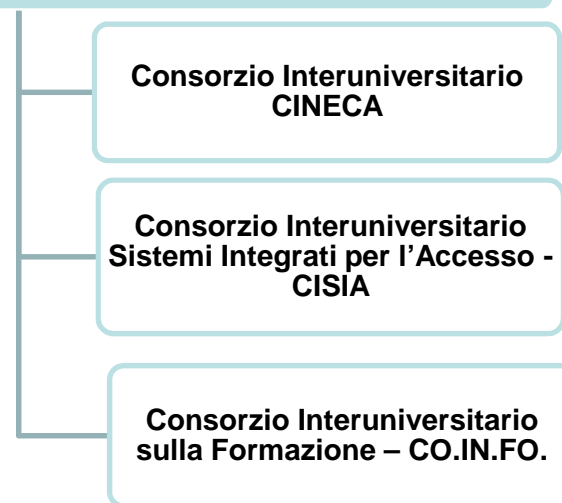 Consorzio Interuniversitario
CINECA
Consorzio Interuniversitario
Sistemi Integrati per l’Accesso -
CISIA
Consorzio Interuniversitario
sulla Formazione – CO.IN.FO.